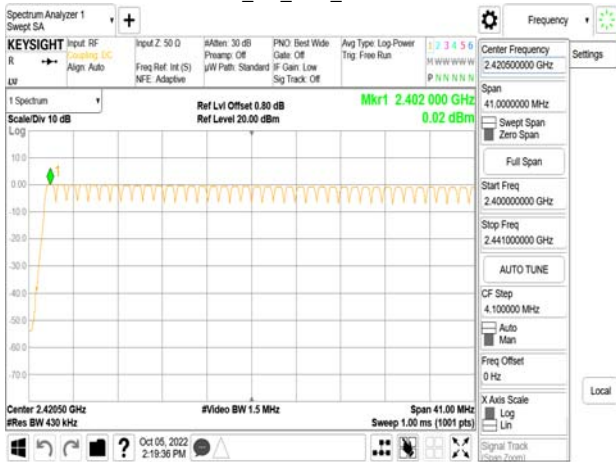 Spectrum Analyzer 1
Swept SA
Frequency
Settings
KEYSIGHT
R
Input: RF
Coupling: DC
Align: Auto
Input Z: 50 Ω
Freq Ref: Int (S)
NFE: Adaptive
#Atten: 30 dB
Preamp: Off
µW Path: Standard
PNO: Best Wide
Gate: Off
IF Gain: Low
Sig Track: Off
Avg Type: Log-Power
Trig: Free Run
1 2 3 4 5 6
M W W W W W
P N N N N N
1 Spectrum
Scale/Div 10 dB
Log
Ref Lvl Offset 0.80 dB
Ref Level 20.00 dBm
Mkr1 2.402 000 GHz
0.02 dBm
1
10.0
0.00
-10.0
-20.0
-30.0
-40.0
-50.0
-60.0
-70.0
Center 2.42050 GHz
#Res BW 430 kHz
#Video BW 1.5 MHz
Span 41.00 MHz
Sweep 1.00 ms (1001 pts)
Oct 05, 2022
2:19:36 PM
Center Frequency
2.420500000 GHz
Span
41.0000000 MHz
Swept Span
Zero Span
Full Span
Start Freq
2.400000000 GHz
Stop Freq
2.441000000 GHz
AUTO TUNE
CF Step
4.100000 MHz
Auto
Man
Freq Offset
0 Hz
X Axis Scale
Log
Lin
Signal Track
(Span Zoom)
Local